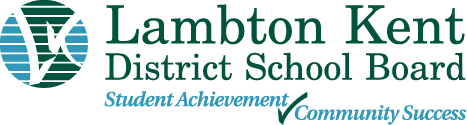 Lambton Kent
District School Board
Student Achievement
Community Success